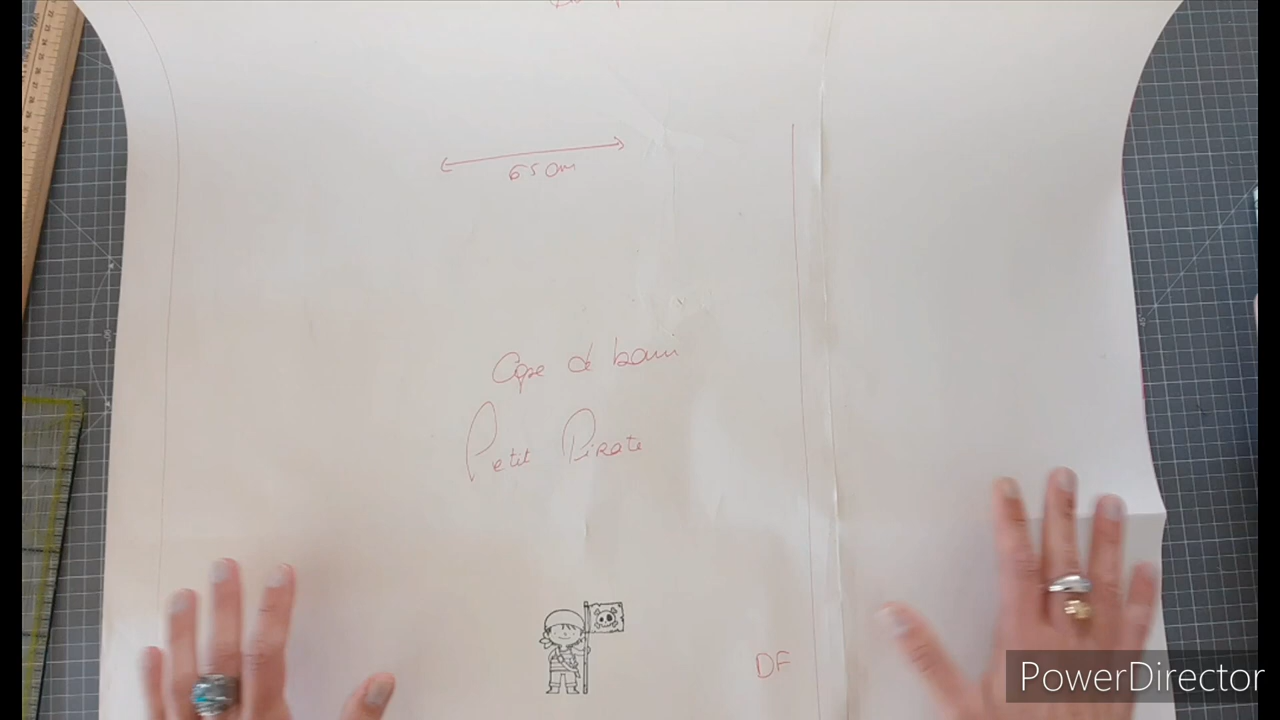 65 cm
Cape de bain
Petit Pirate
DF
PowerDirector